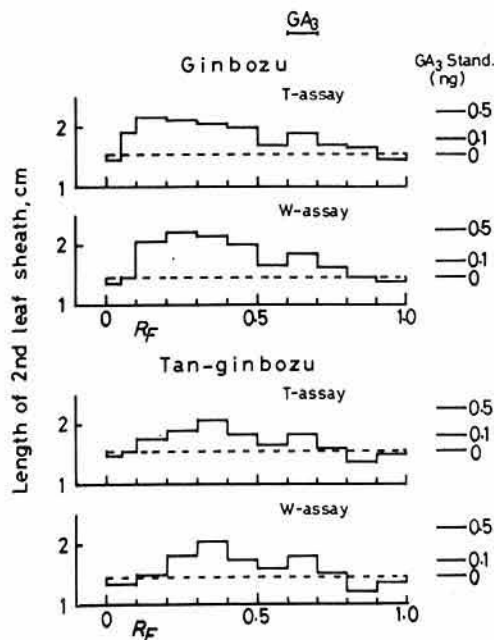 GA3
Ginbozu
GA3 Stand.
(ng)
T-assay
2
1
0.5
0.1
0
W-assay
2
1
0.5
0.1
0
0
0.5
1.0
RF
Length of 2nd leaf sheath, cm
Tan-ginbozu
T-assay
2
1
0.5
0.1
0
W-assay
2
1
0.5
0.1
0
0
0.5
1.0
RF